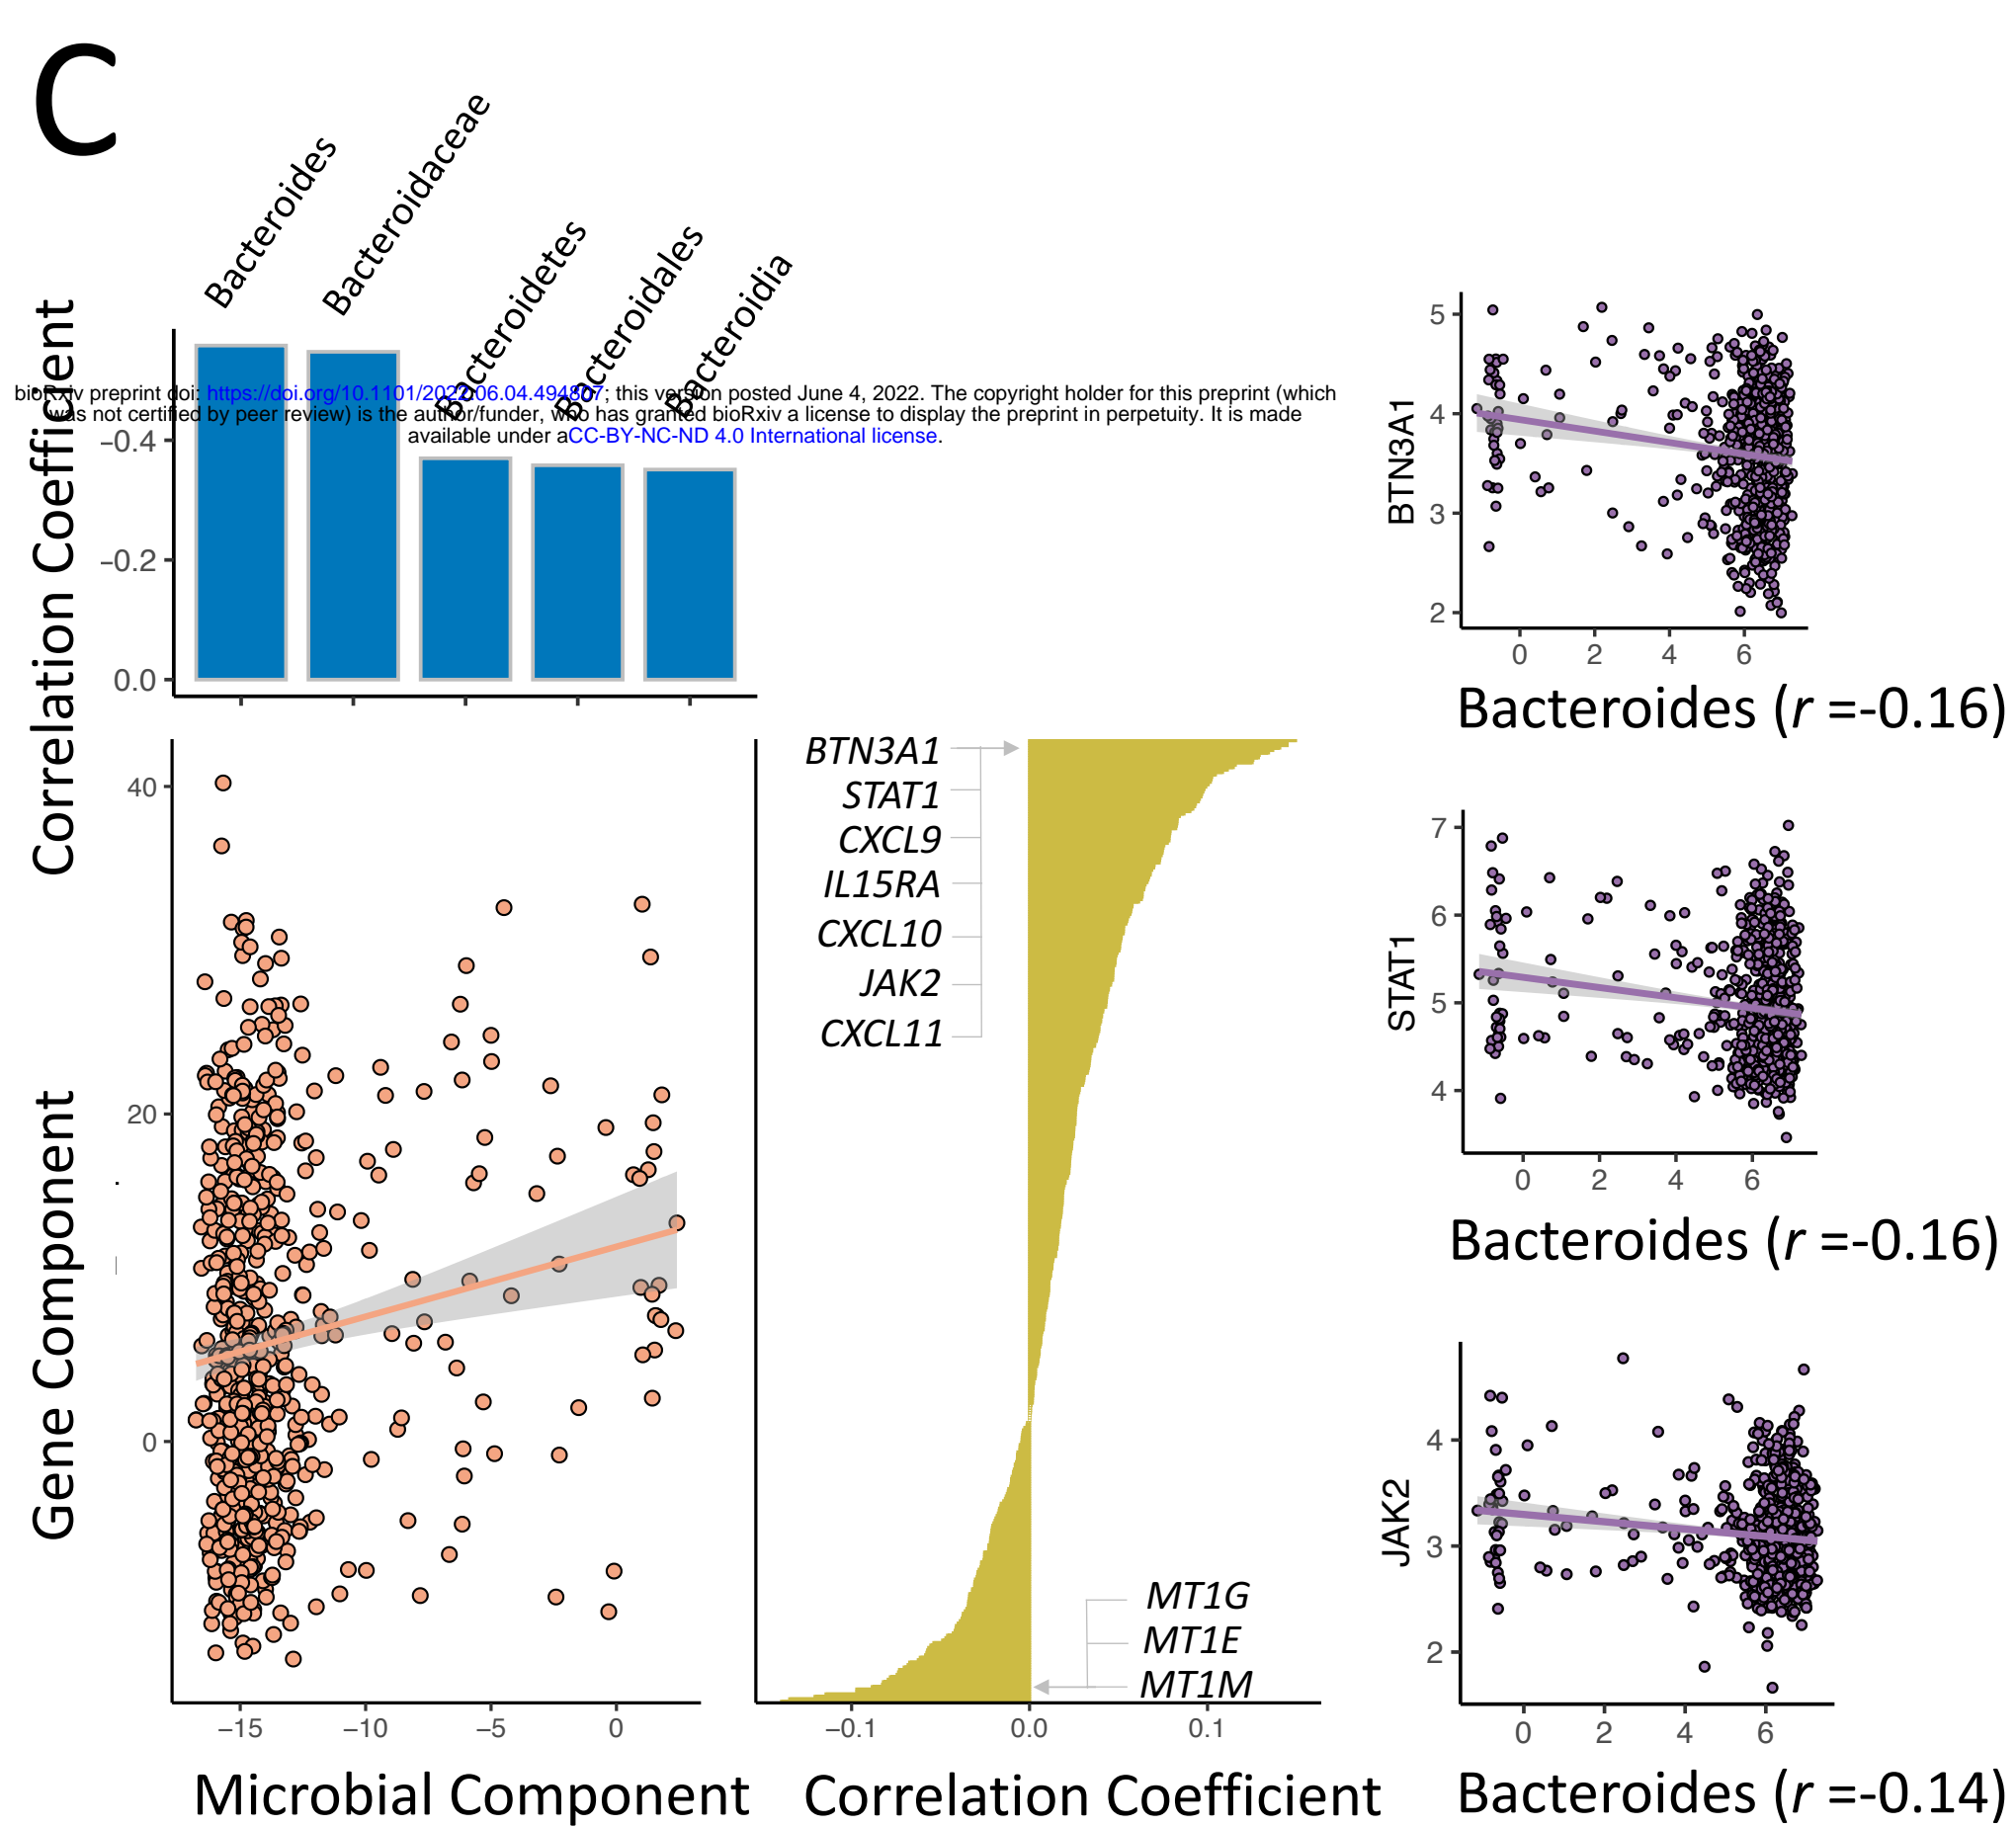 C
Bacteroides
Bacteroidaceae
Bacteroidetes
Bacteroidales
Bacteroidia
bioRxiv preprint doi: https://doi.org/10.1101/2022.06.04.494807; this version posted June 4, 2022. The copyright holder for this preprint (which
was not certified by peer review) is the author/funder, who has granted bioRxiv a license to display the preprint in perpetuity. It is made
available under aCC-BY-NC-ND 4.0 International license.
Correlation Coefficient
−0.4
−0.2
0.0
Gene Component
40
20
0
−15 −10 −5 0
Microbial Component
BTN3A1
STAT1
CXCL9
IL15RA
CXCL10
JAK2
CXCL11
MT1G
MT1E
MT1M
−0.1 0.0 0.1
Correlation Coefficient
BTN3A1
5
4
3
2
0 2 4 6
Bacteroides (r =-0.16)
STAT1
7
6
5
4
0 2 4 6
Bacteroides (r =-0.16)
JAK2
4
3
2
0 2 4 6
Bacteroides (r =-0.14)